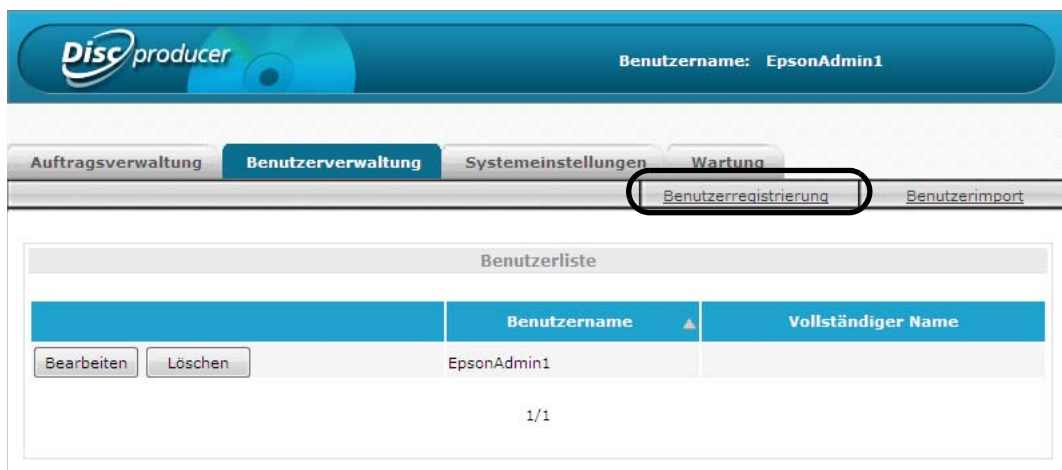 Disc producer
Benutzername: EpsonAdmin1
Auftragsverwaltung Benutzerverwaltung Systemeinstellungen Wartung
Benutzerregistrierung Benutzerimport
Benutzerliste
Benutzername Vollständiger Name
Bearbeiten Löschen EpsonAdmin1
1/1